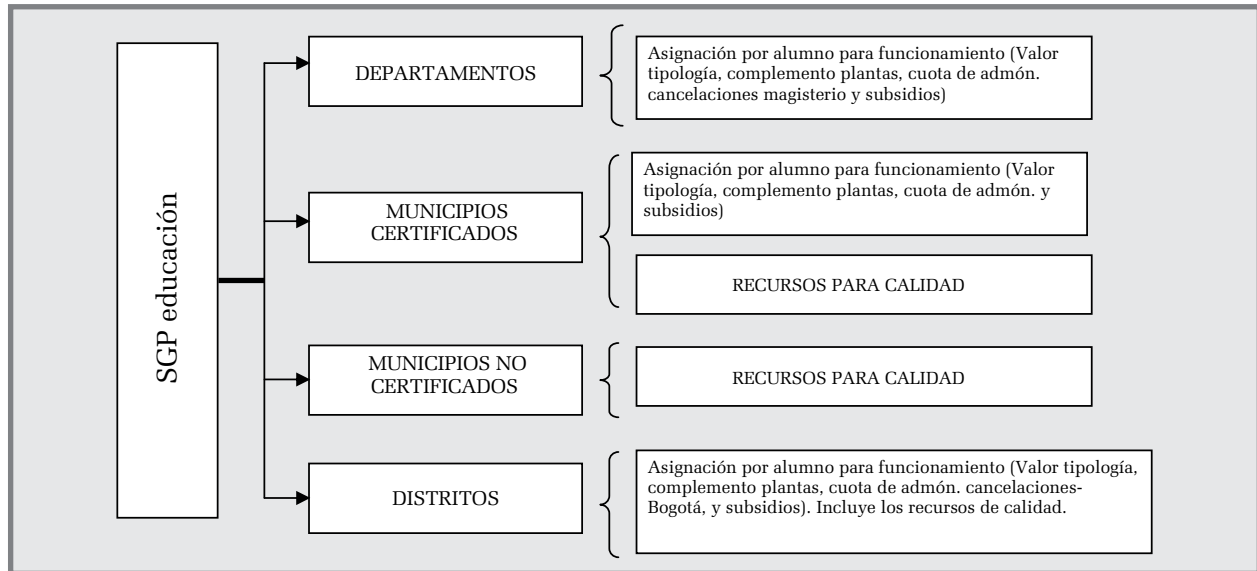 SGP educación
DEPARTAMENTOS
Asignación por alumno para funcionamiento (Valor
tipología, complemento plantas, cuota de admón.
cancelaciones magisterio y subsidios)
MUNICIPIOS
CERTIFICADOS
Asignación por alumno para funcionamiento (Valor
tipología, complemento plantas, cuota de admón. y
subsidios)
RECURSOS PARA CALIDAD
MUNICIPIOS NO
CERTIFICADOS
RECURSOS PARA CALIDAD
DISTRITOS
Asignación por alumno para funcionamiento (Valor tipología,
complemento plantas, cuota de admón. cancelaciones-
Bogotá, y subsidios). Incluye los recursos de calidad.